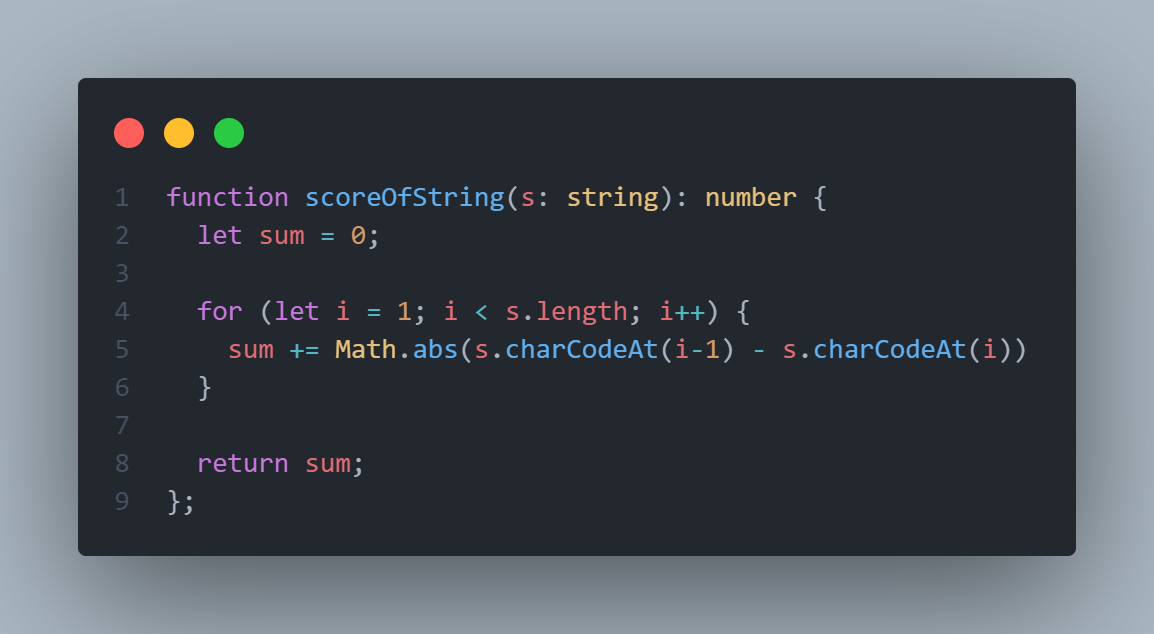 1 function scoreOfString(s: string): number {
2   let sum = 0;
3
4   for (let i = 1; i < s.length; i++) {
5     sum += Math.abs(s.charCodeAt(i-1) - s.charCodeAt(i))
6   }
7
8   return sum;
9 };